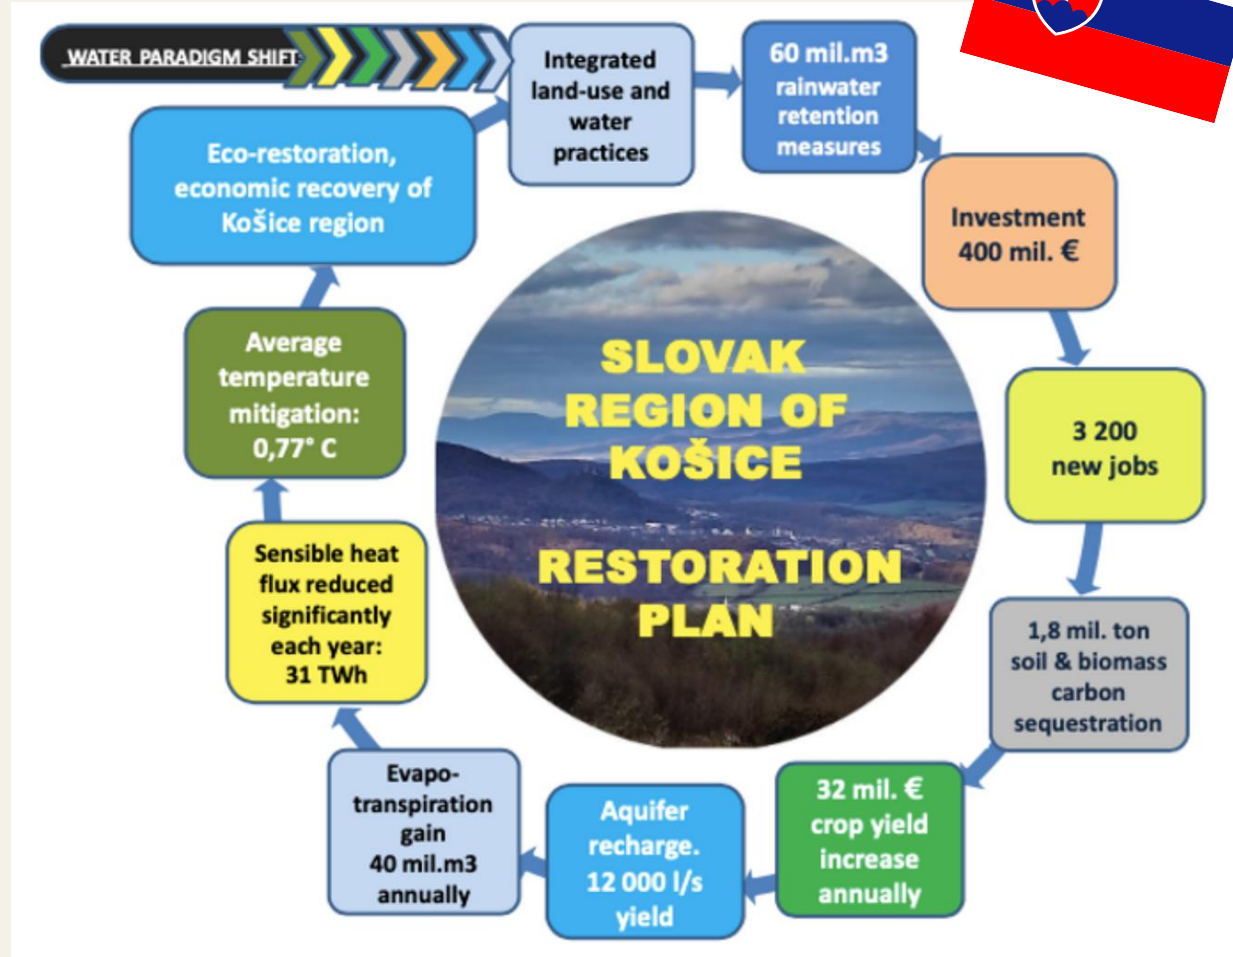 WATER PARADIGM SHIFT
Integrated
land-use and
water
practices
60 mil.m3
rainwater
retention
measures
Investment
400 mil. €
3 200
new jobs
1,8 mil. ton
soil & biomass
carbon
sequestration
32 mil. €
crop yield
increase
annually
Aquifer
recharge.
12 000 l/s
yield
Evapo-
transpiration
gain
40 mil.m3
annually
Sensible heat
flux reduced
significantly
each year:
31 TWh
Average
temperature
mitigation:
0,77° C
Eco-restoration,
economic recovery of
Košice region
SLOVAK
REGION OF
KOŠICE
RESTORATION
PLAN